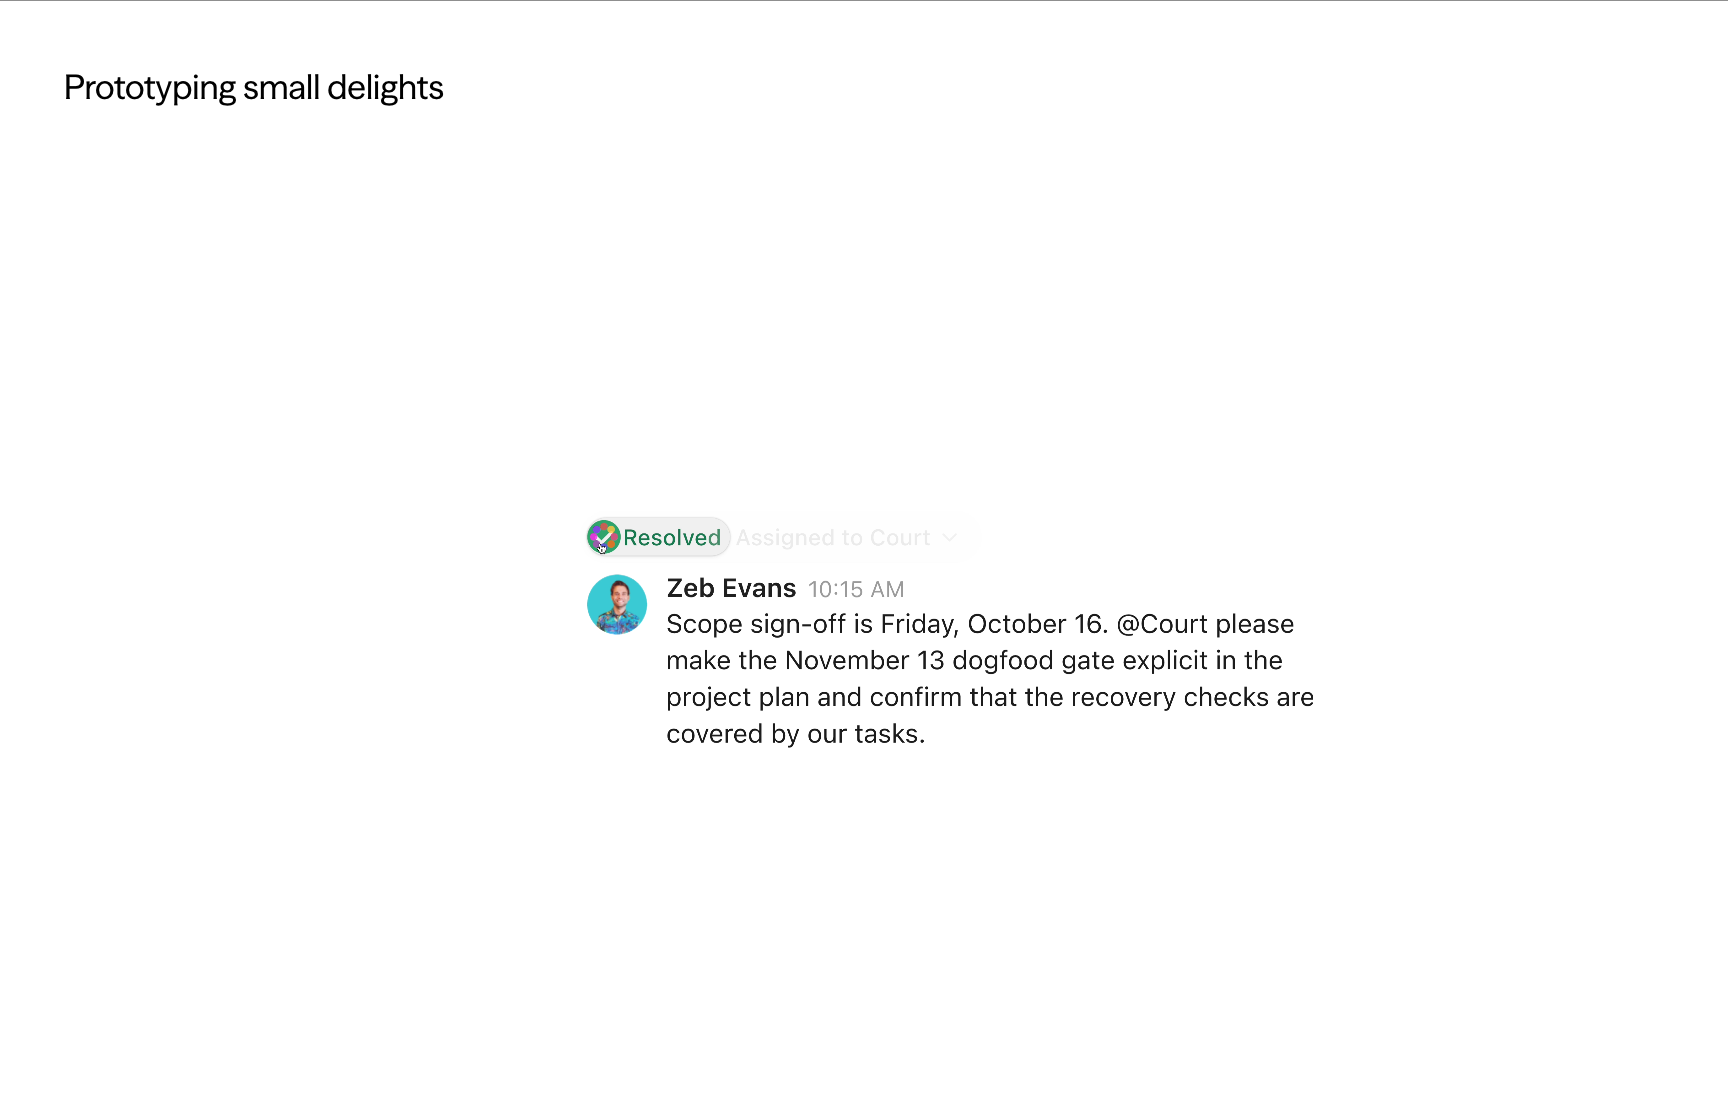 Prototyping small delights
Resolved Assigned to Court
Zeb Evans 10:15 AM
Scope sign-off is Friday, October 16. @Court please
make the November 13 dogfood gate explicit in the
project plan and confirm that the recovery checks are
covered by our tasks.